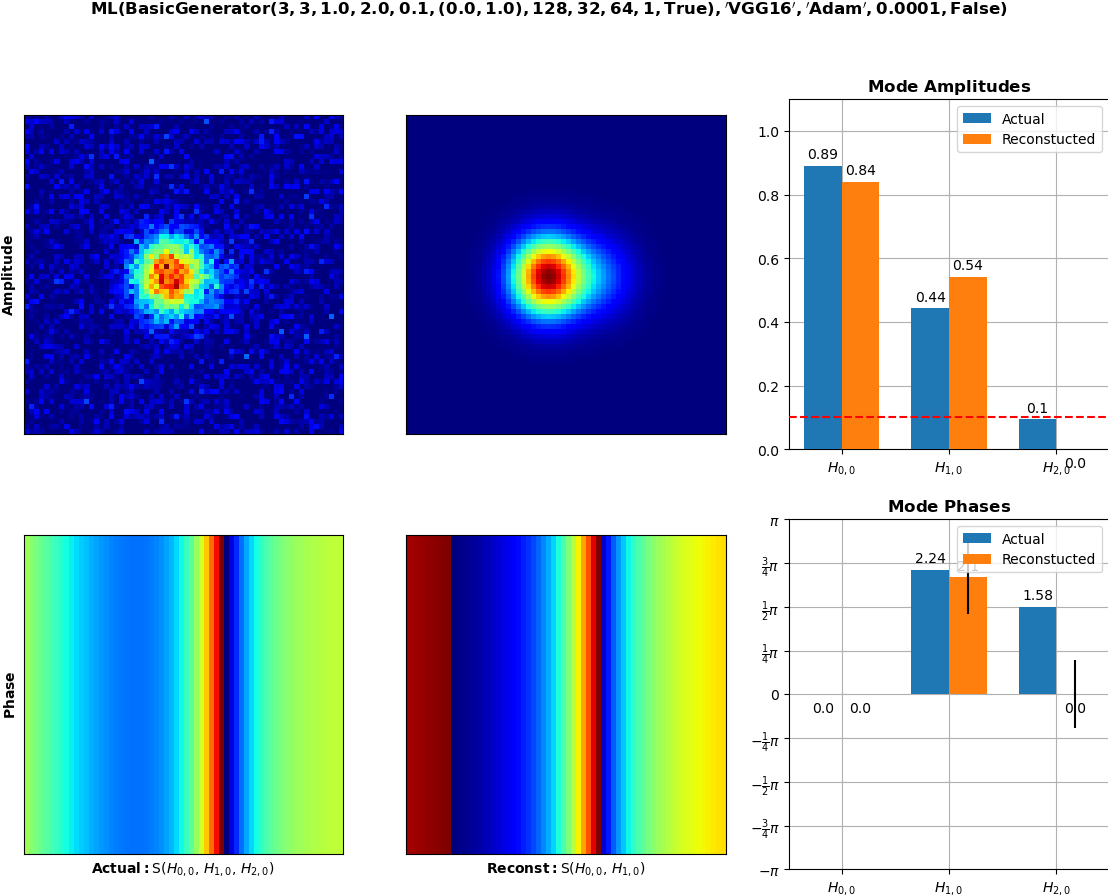 ML(BasicGenerator(3, 3, 1.0, 2.0, 0.1, (0.0, 1.0), 128, 32, 64, 1, True), ′VGG16′, ′Adam′, 0.0001, False)
Mode Amplitudes
Actual
Reconstucted
1.0
0.8
0.6
0.4
0.2
0.0
0.89
0.84
0.44
0.54
0.1
0.0
H0,0
H1,0
H2,0
Amplitude
Mode Phases
Actual
Reconstucted
π
3/4π
1/2π
1/4π
0
−1/4π
−1/2π
−3/4π
−π
0.0
0.0
2.24
2.1
1.58
0.0
H0,0
H1,0
H2,0
Phase
Actual: S(H0,0, H1,0, H2,0)
Reconst: S(H0,0, H1,0)